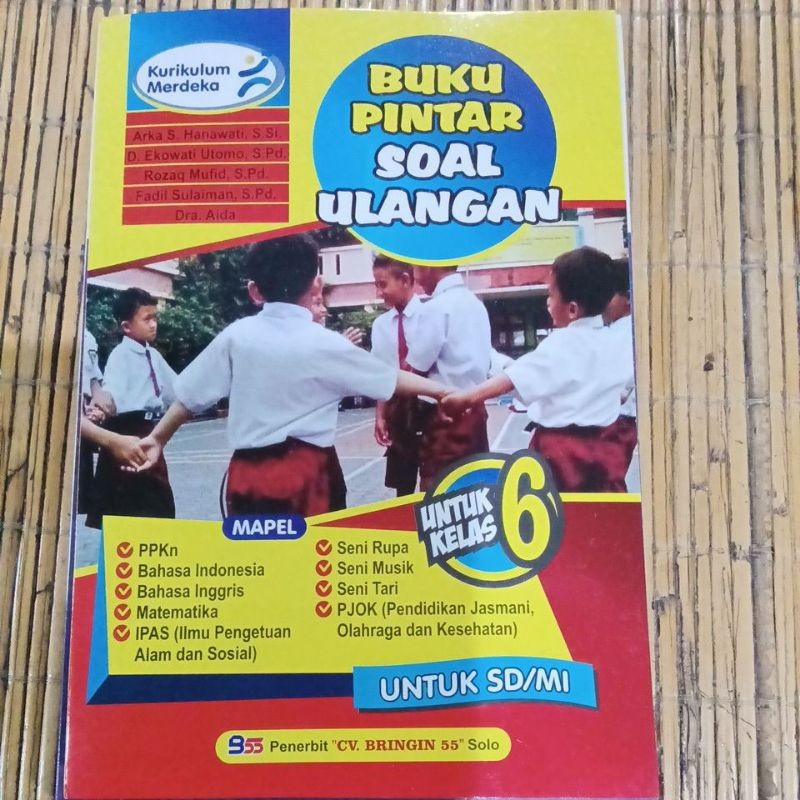 Kurikulum
Merdeka
Arka S. Hanawati, S.Si.
D. Ekowati Utomo, S.Pd.
Rozaq Mufid, S.Pd.
Fadil Sulaiman, S.Pd.
Dra. Aida
BUKU
PINTAR
SOAL
ULANGAN
UNTUK
KELAS
6
MAPEL
PPKn
Bahasa Indonesia
Bahasa Inggris
Matematika
IPAS (Ilmu Pengetuan
Alam dan Sosial)
Seni Rupa
Seni Musik
Seni Tari
PJOK (Pendidikan Jasmani,
Olahraga dan Kesehatan)
UNTUK SD/MI
B55 Penerbit "CV. BRINGIN 55" Solo